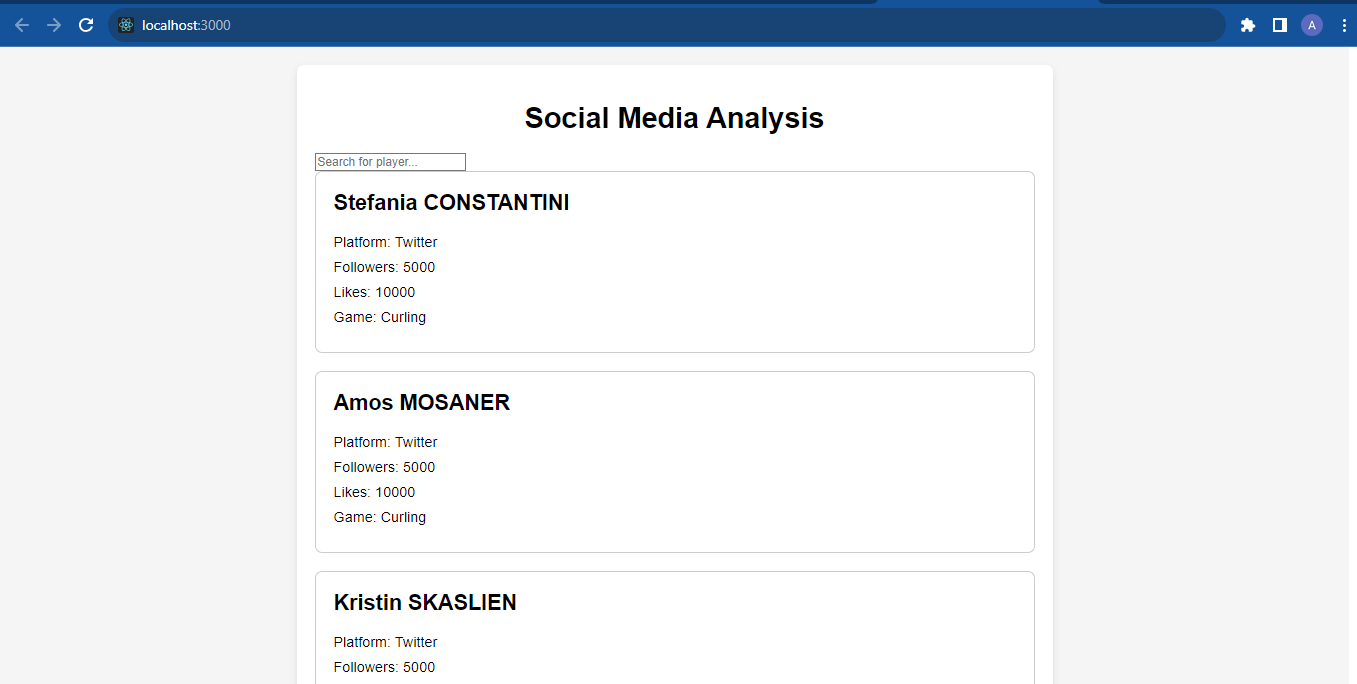 localhost:3000
A
Social Media Analysis
Search for player...
Stefania CONSTANTINI
Platform: Twitter
Followers: 5000
Likes: 10000
Game: Curling
Amos MOSANER
Platform: Twitter
Followers: 5000
Likes: 10000
Game: Curling
Kristin SKASLIEN
Platform: Twitter
Followers: 5000